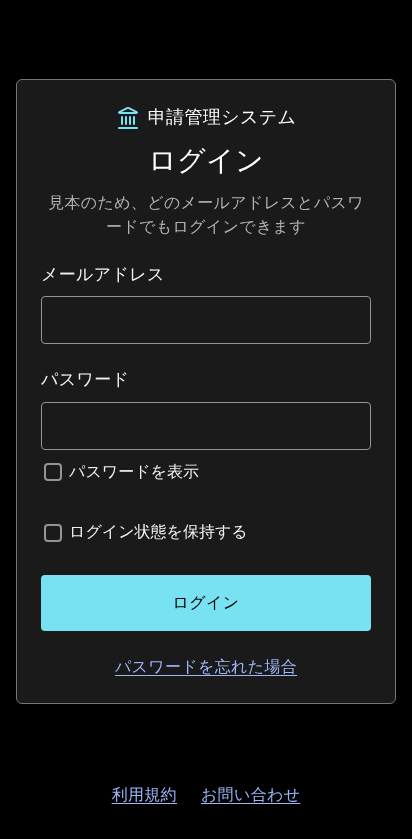 申請管理システム
ログイン
見本のため、どのメールアドレスとパスワ
ードでもログインできます
メールアドレス
パスワード
パスワードを表示
ログイン状態を保持する
ログイン
パスワードを忘れた場合
利用規約 お問い合わせ